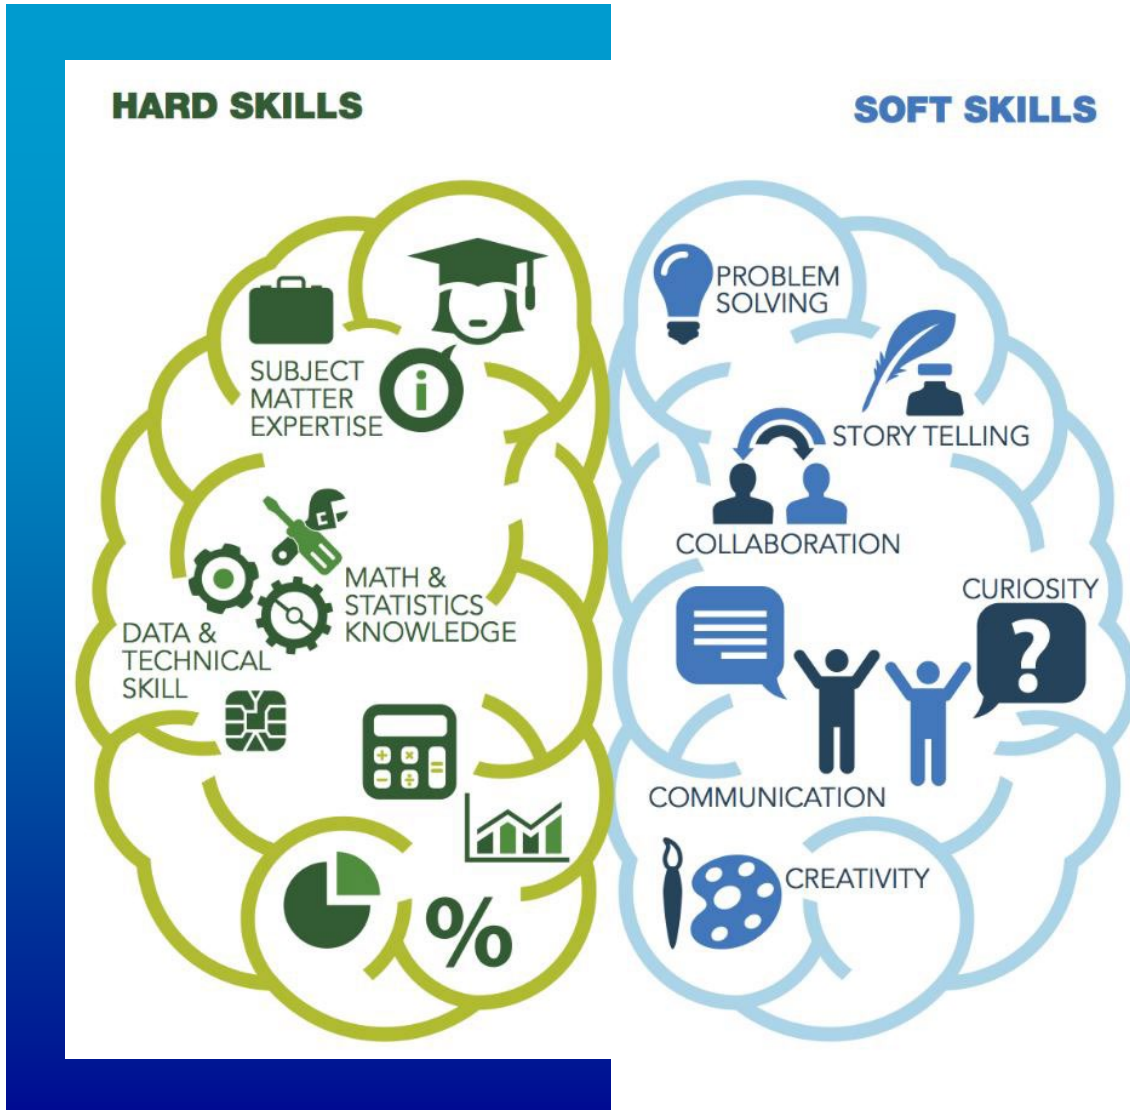 HARD SKILLS
SOFT SKILLS
SUBJECT
MATTER
EXPERTISE
i
MATH &
STATISTICS
KNOWLEDGE
DATA &
TECHNICAL
SKILL
+ ×
- ÷ =
%
PROBLEM
SOLVING
STORY TELLING
COLLABORATION
CURIOSITY
?
COMMUNICATION
CREATIVITY